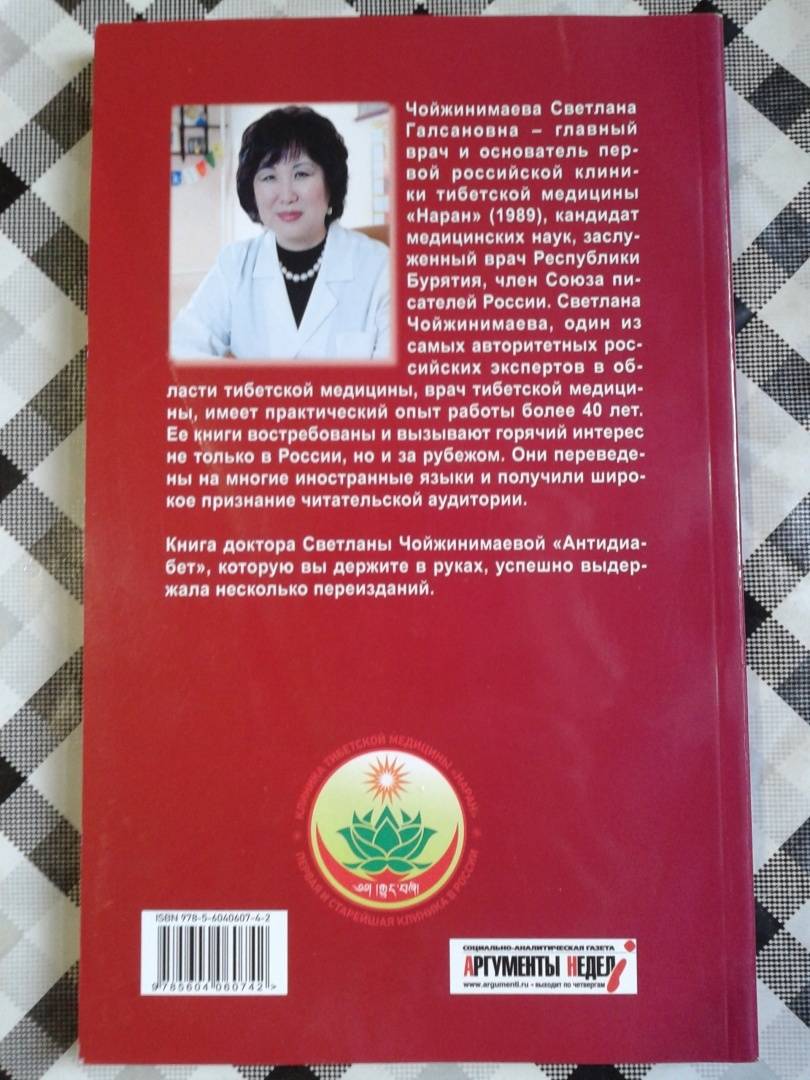 Чойжинимаева Светлана
Галсановна – главный
врач и основатель пер-
вой российской клини-
ки тибетской медицины
«Наран» (1989), кандидат
медицинских наук, заслу-
женный врач Республики
Бурятия, член Союза пи-
сателей России. Светлана
Чойжинимаева, один из
самых авторитетных рос-
сийских экспертов в об-
ласти тибетской медицины, врач тибетской медици-
ны, имеет практический опыт работы более 40 лет.
Ее книги востребованы и вызывают горячий интерес
не только в России, но и за рубежом. Они переведе-
ны на многие иностранные языки и получили широ-
кое признание читательской аудитории.
Книга доктора Светланы Чойжинимаевой «Антидиа-
бет», которую вы держите в руках, успешно выдер-
жала несколько переизданий.
КЛИНИКА ТИБЕТСКОЙ МЕДИЦИНЫ «НАРАН»
ПЕРВАЯ И СТАРЕЙШАЯ КЛИНИКА В РОССИИ
ISBN 978-5-6040607-4-2
9 785604 060742 >
СОЦИАЛЬНО-АНАЛИТИЧЕСКАЯ ГАЗЕТА
АРГУМЕНТЫ НЕДЕЛИ
www.argumenti.ru - выходит по четвергам